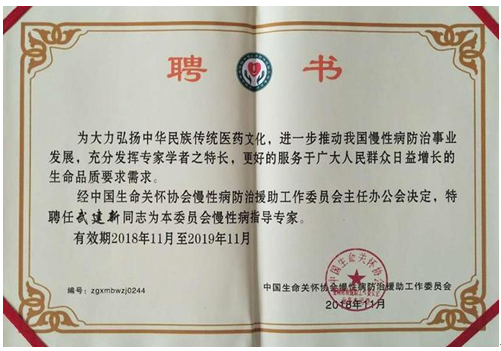 聘 书
为大力弘扬中华民族传统医药文化，进一步推动我国慢性病防治事业
发展，充分发挥专家学者之特长，更好的服务于广大人民群众日益增长的
生命品质要求需求。
经中国生命关怀协会慢性病防治援助工作委员会主任办公会决定，特
聘任武建新同志为本委员会慢性病指导专家。
有效期2018年11月至2019年11月
中国生命关怀协会
编号：zgxmbwzj0244
中国生命关怀协会慢性病防治援助工作委员会
2018年11月